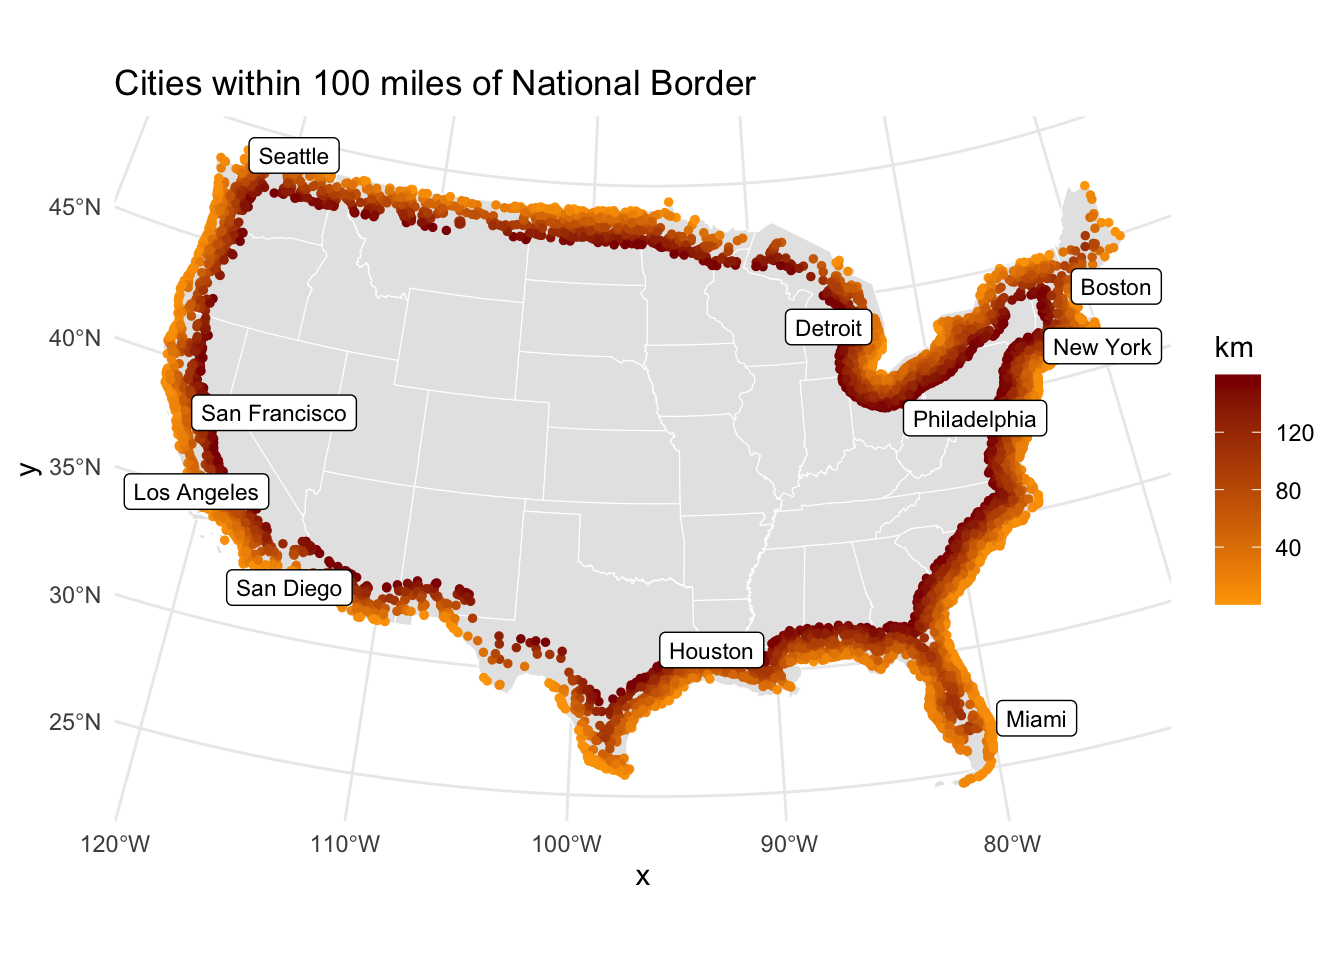 Cities within 100 miles of National Border
Seattle
45°N
Boston
Detroit
40°N
New York
km
San Francisco
Philadelphia
120
35°N
y
Los Angeles
80
40
San Diego
30°N
Houston
25°N
Miami
120°W 110°W 100°W 90°W 80°W
x